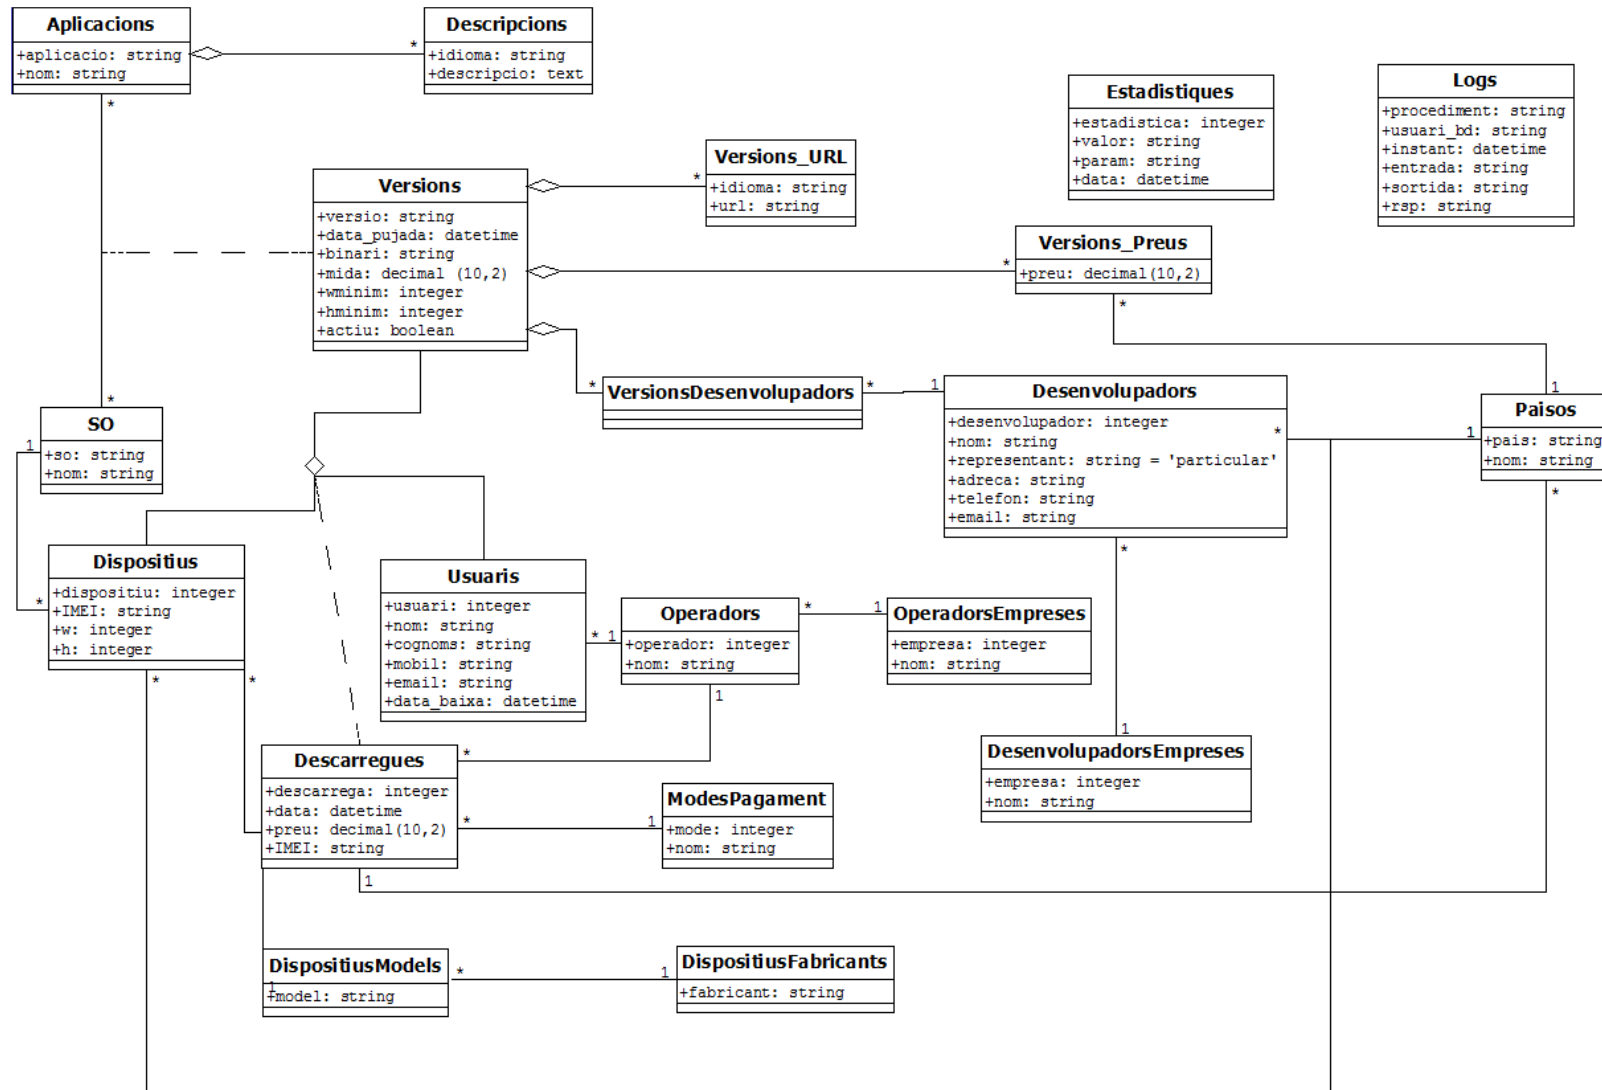 Aplicacions
+aplicacio: string
+nom: string
*
*
Descripcions
+idioma: string
+descripcio: text
Estadistiques
+estadistica: integer
+valor: string
+param: string
+data: datetime
Logs
+procediment: string
+usuari_bd: string
+instant: datetime
+entrada: string
+sortida: string
+rsp: string
Versions_URL
+idioma: string
+url: string
*
Versions
+versio: string
+data_pujada: datetime
+binari: string
+mida: decimal (10,2)
+wminim: integer
+hminim: integer
+actiu: boolean
Versions_Preus
+preu: decimal(10,2)
*
*
VersionsDesenvolupadors
*
*
1
Desenvolupadors
+desenvolupador: integer
+nom: string
+representant: string = 'particular'
+adreca: string
+telefon: string
+email: string
*
*
1
1
Paisos
+pais: string
+nom: string
*
*
SO
+so: string
+nom: string
1
*
Dispositius
+dispositiu: integer
+IMEI: string
+w: integer
+h: integer
*
*
Usuaris
+usuari: integer
+nom: string
+cognoms: string
+mobil: string
+email: string
+data_baixa: datetime
*
1
Operadors
+operador: integer
+nom: string
*
1
1
OperadorsEmpreses
+empresa: integer
+nom: string
1
DesenvolupadorsEmpreses
+empresa: integer
+nom: string
Descarregues
+descarrega: integer
+data: datetime
+preu: decimal(10,2)
+IMEI: string
*
*
1
1
ModesPagament
+mode: integer
+nom: string
DispositiusModels
+model: string
1
*
1
DispositiusFabricants
+fabricant: string